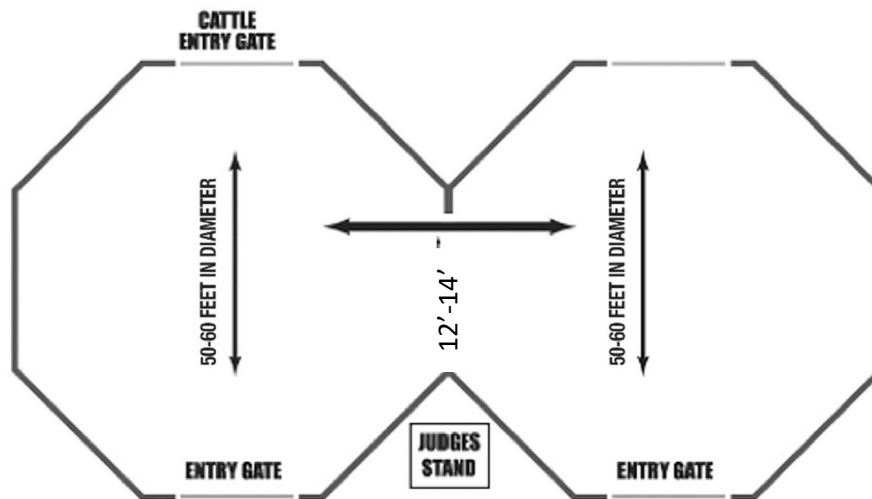 CATTLE
ENTRY GATE
50-60 FEET IN DIAMETER
12’-14’
50-60 FEET IN DIAMETER
ENTRY GATE
JUDGES
STAND
ENTRY GATE